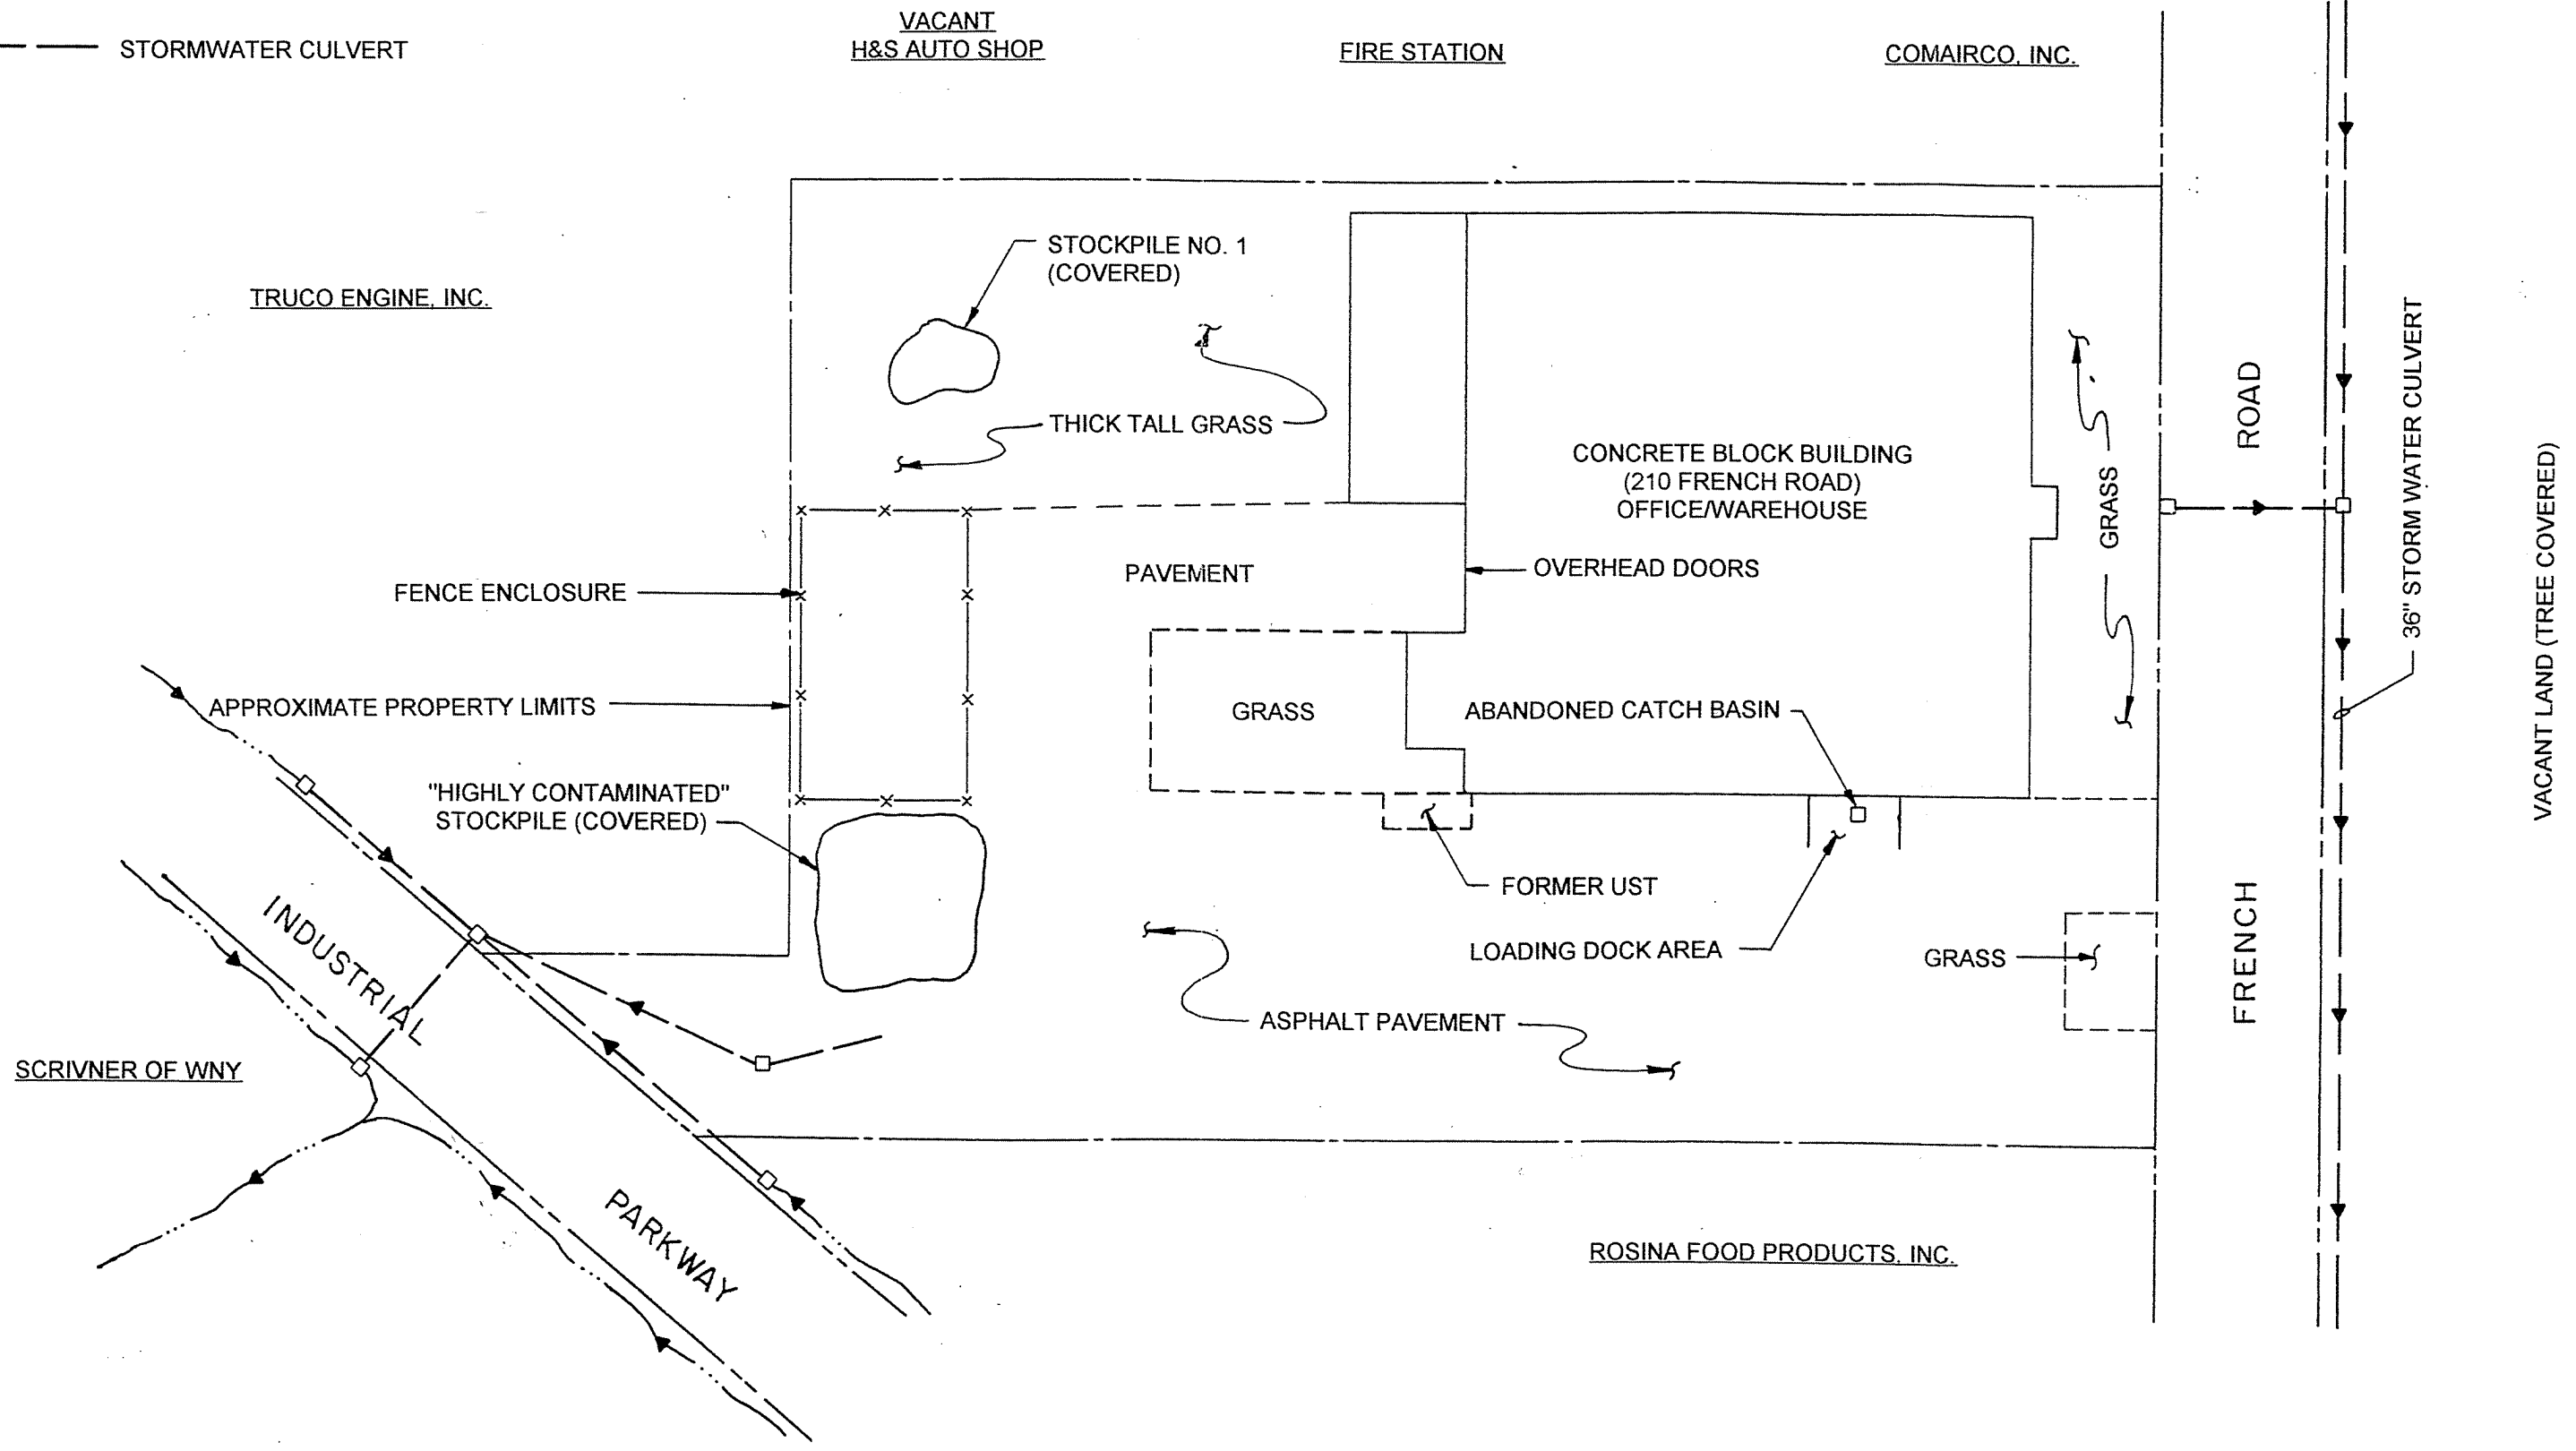 STORMWATER CULVERT
VACANT
H&S AUTO SHOP
FIRE STATION
COMAIRCO, INC.
TRUCO ENGINE, INC.
STOCKPILE NO. 1
(COVERED)
THICK TALL GRASS
CONCRETE BLOCK BUILDING
(210 FRENCH ROAD)
OFFICE/WAREHOUSE
GRASS
ROAD
36" STORM WATER CULVERT
VACANT LAND (TREE COVERED)
FENCE ENCLOSURE
PAVEMENT
OVERHEAD DOORS
APPROXIMATE PROPERTY LIMITS
GRASS
ABANDONED CATCH BASIN
"HIGHLY CONTAMINATED"
STOCKPILE (COVERED)
FORMER UST
LOADING DOCK AREA
GRASS
FRENCH
INDUSTRIAL
ASPHALT PAVEMENT
SCRIVNER OF WNY
PARKWAY
ROSINA FOOD PRODUCTS, INC.